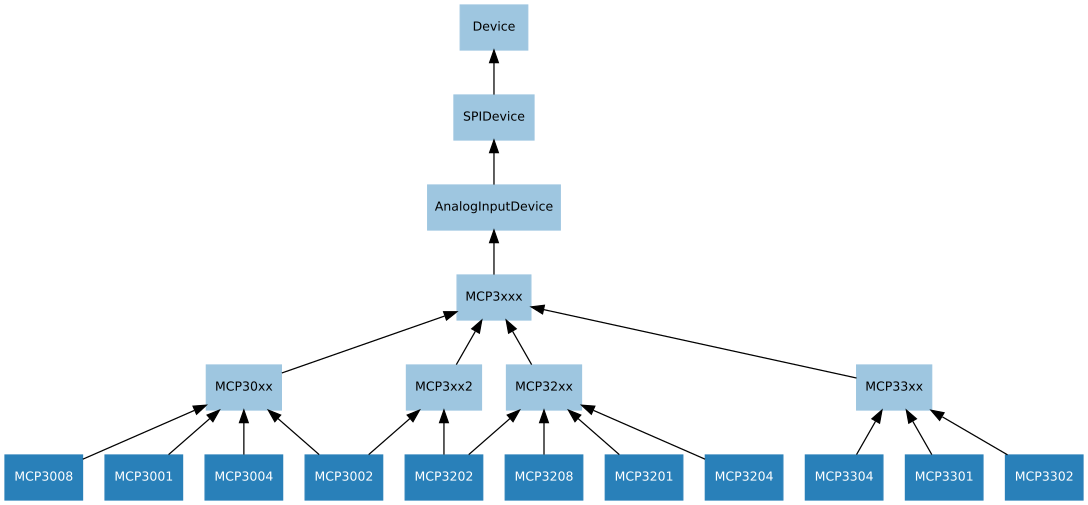 Device
SPIDevice
AnalogInputDevice
MCP3xxx
MCP30xx
MCP3xx2
MCP32xx
MCP33xx
MCP3008
MCP3001
MCP3004
MCP3002
MCP3202
MCP3208
MCP3201
MCP3204
MCP3304
MCP3301
MCP3302